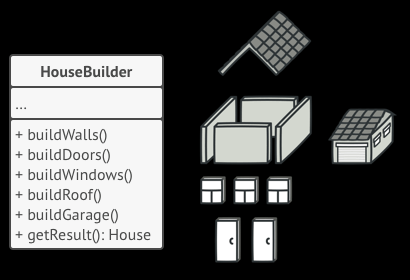 HouseBuilder
...
+ buildWalls()
+ buildDoors()
+ buildWindows()
+ buildRoof()
+ buildGarage()
+ getResult(): House